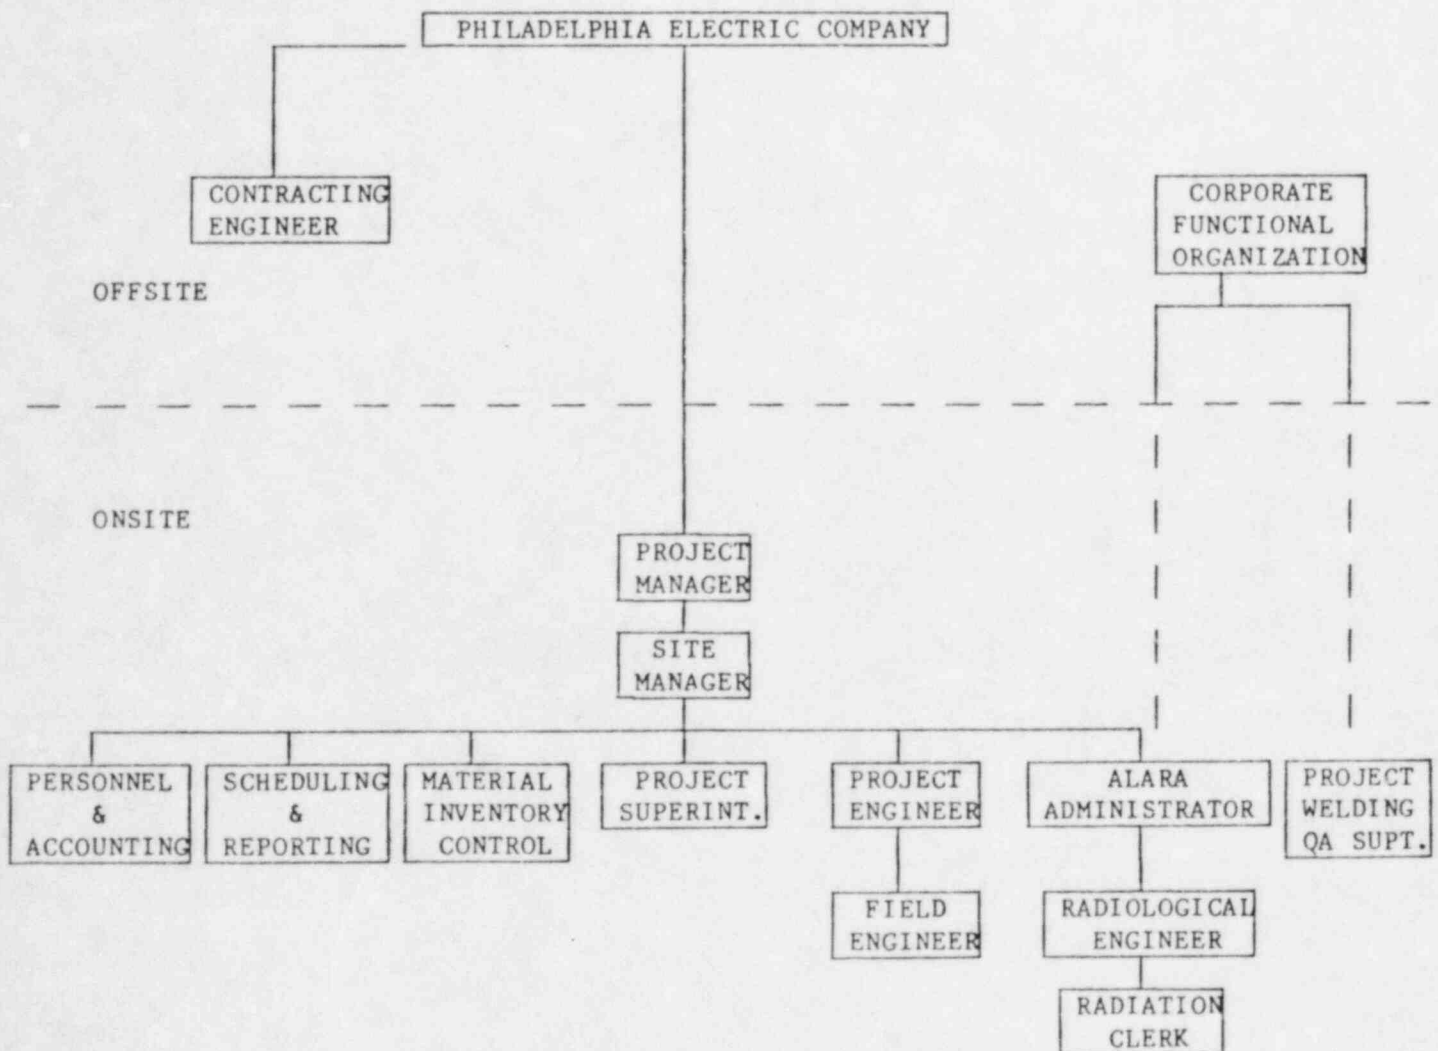 PHILADELPHIA ELECTRIC COMPANY
CONTRACTING
ENGINEER
CORPORATE
FUNCTIONAL
ORGANIZATION
OFFSITE
ONSITE
PROJECT
MANAGER
SITE
MANAGER
PERSONNEL
&
ACCOUNTING
SCHEDULING
&
REPORTING
MATERIAL
INVENTORY
CONTROL
PROJECT
SUPERINT.
PROJECT
ENGINEER
ALARA
ADMINISTRATOR
PROJECT
WELDING
QA SUPT.
FIELD
ENGINEER
RADIOLOGICAL
ENGINEER
RADIATION
CLERK